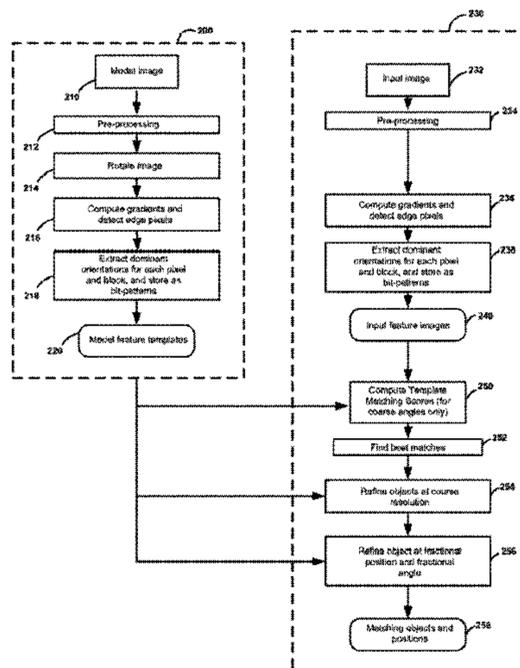 200
Model image
210
Pre-processing
212
Rotate image
214
Compute gradients and
detect edge pixels
216
Extract dominant
orientations for each pixel
and block, and store as
bit-patterns
218
Model feature templates
220
230
Input image
232
Pre-processing
234
Compute gradients and
detect edge pixels
236
Extract dominant
orientations for each pixel
and block, and store as
bit-patterns
238
Input feature images
240
Compute Template
Matching Scores (for
coarse angles only)
250
Find best matches
252
Refine objects at course
resolution
254
Refine object at fractional
position and fractional
angle
256
Matching objects and
positions
258